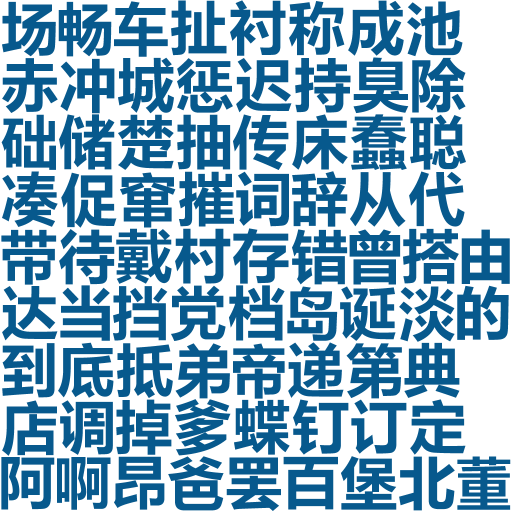 场畅车扯衬称成池
赤冲城惩迟持臭除
础储楚抽传床蠢聪
凑促窜摧词辞从代
带待戴村存错曾搭由
达当挡党档岛诞淡的
到底抵弟帝递第典
店调掉爹蝶钉订定
阿啊昂爸罢百堡北董